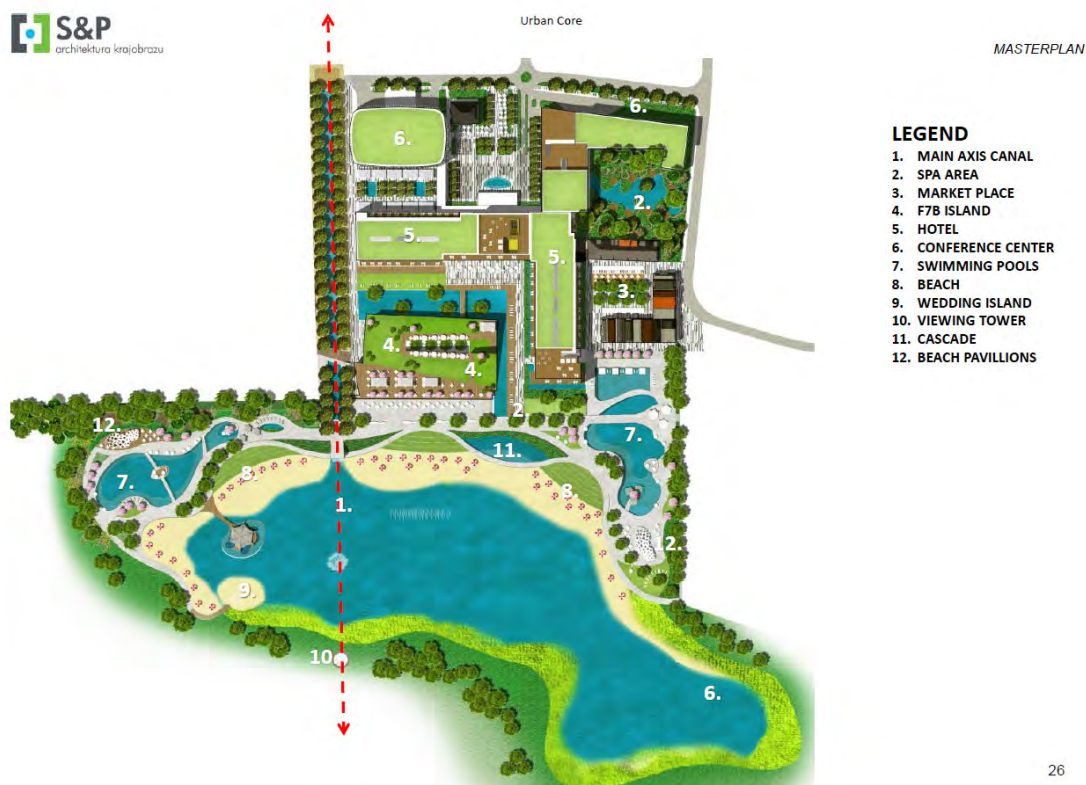 S&P
architektura krajobrazu
Urban Core
MASTERPLAN
6.
6.
2.
5.
5.
3.
4.
4.
2.
12.
11.
7.
7.
8.
8.
1.
12.
9.
10
6.
LEGEND
1. MAIN AXIS CANAL
2. SPA AREA
3. MARKET PLACE
4. F7B ISLAND
5. HOTEL
6. CONFERENCE CENTER
7. SWIMMING POOLS
8. BEACH
9. WEDDING ISLAND
10. VIEWING TOWER
11. CASCADE
12. BEACH PAVILLIONS
26